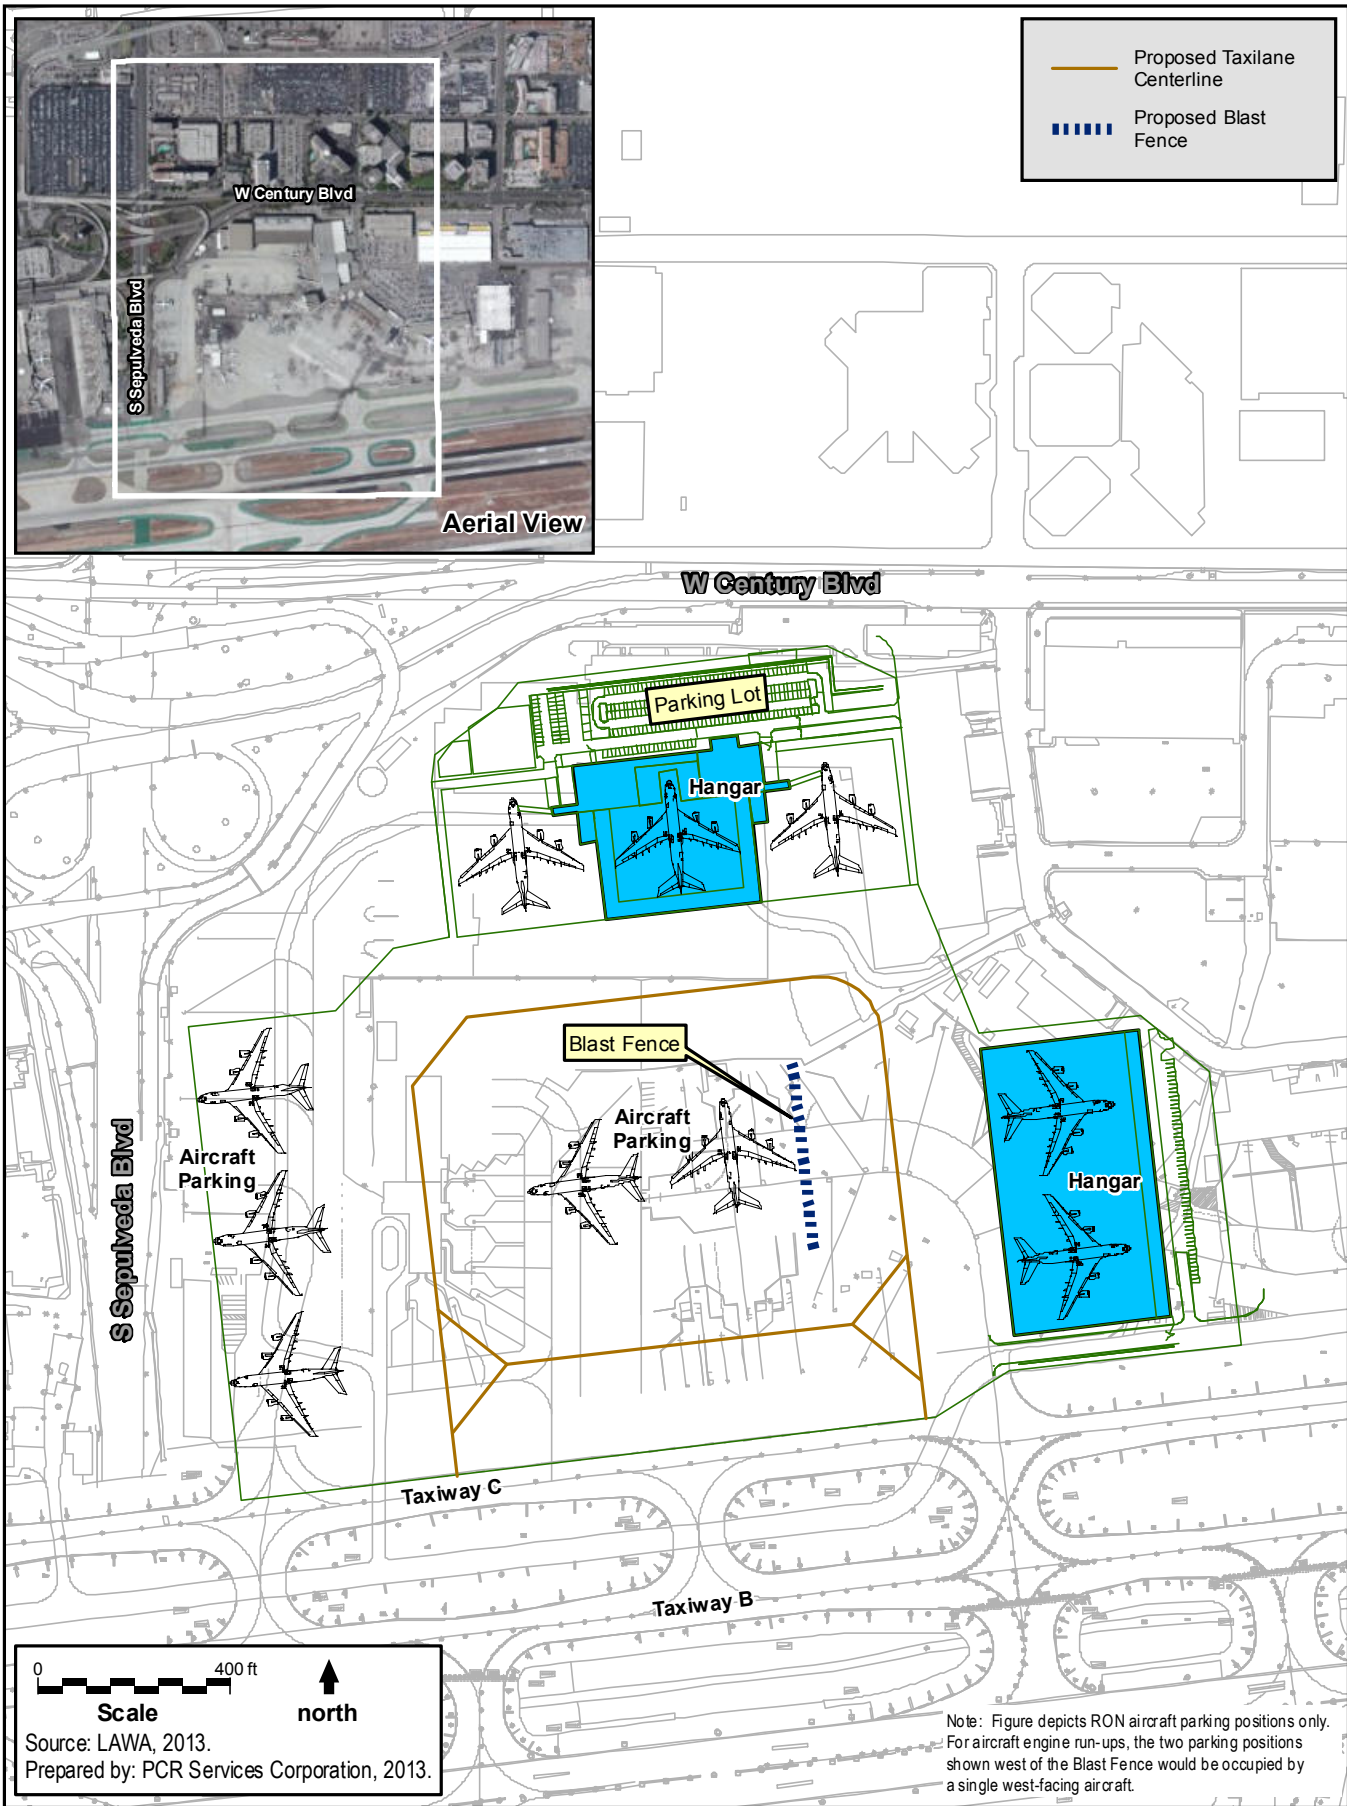 W Century Blvd
S Sepulveda Blvd
Aerial View
Proposed Taxilane
Centerline
Proposed Blast
Fence
W Century Blvd
Parking Lot
Hangar
Blast Fence
Aircraft
Parking
Aircraft
Parking
Hangar
S Sepulveda Blvd
Taxiway C
Taxiway B
0 400 ft
Scale
north
Source: LAWA, 2013.
Prepared by: PCR Services Corporation, 2013.
Note: Figure depicts RON aircraft parking positions only.
For aircraft engine run-ups, the two parking positions
shown west of the Blast Fence would be occupied by
a single west-facing aircraft.